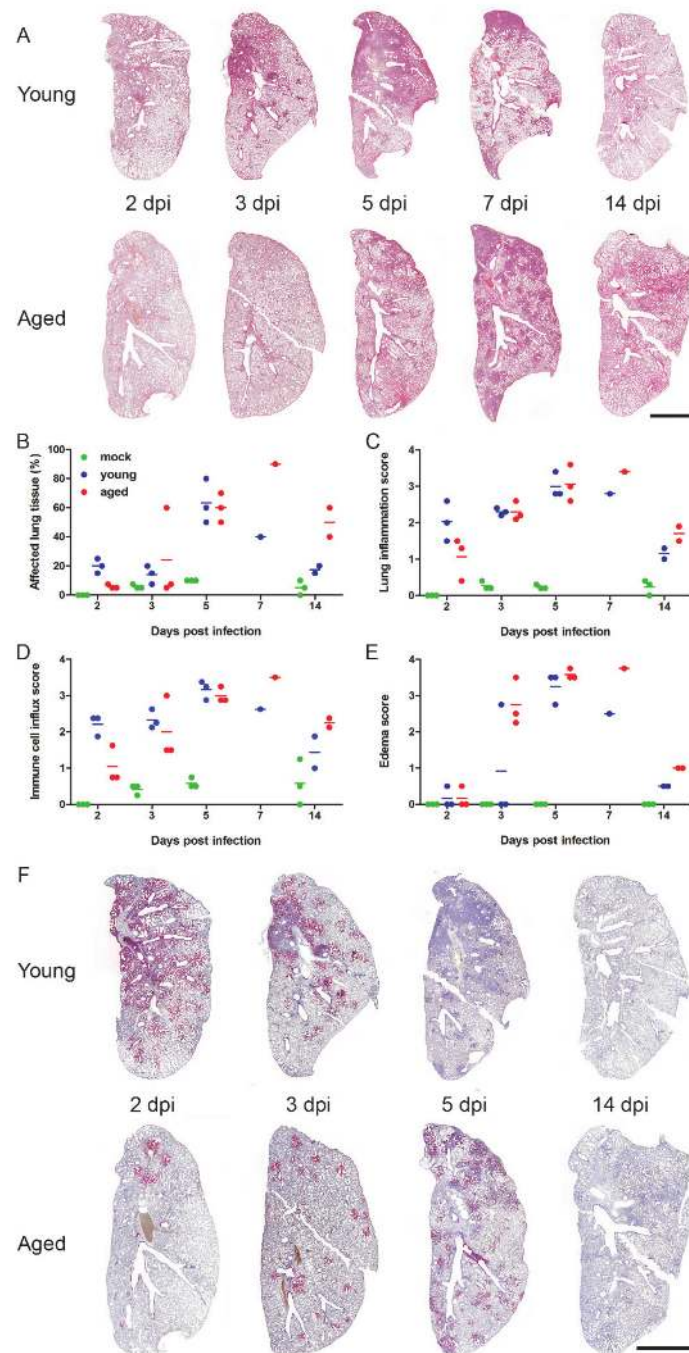 A
Young
2 dpi 3 dpi 5 dpi 7 dpi 14 dpi
Aged
B
mock
young
aged
Affected lung tissue (%)
100
80
60
40
20
0
2 3 5 7 14
Days post infection
C
Lung inflammation score
4
3
2
1
0
2 3 5 7 14
Days post infection
D
Immune cell influx score
4
3
2
1
0
2 3 5 7 14
Days post infection
E
Edema score
4
3
2
1
0
2 3 5 7 14
Days post infection
F
Young
2 dpi 3 dpi 5 dpi 14 dpi
Aged